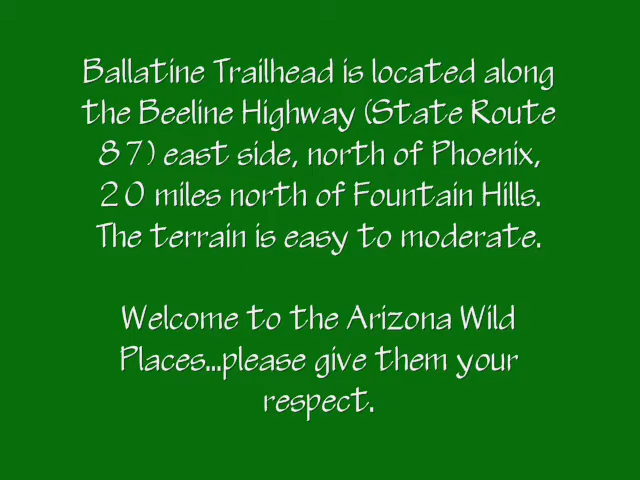 Ballatine Trailhead is located along
the Beeline Highway (State Route
87) east side, north of Phoenix,
20 miles north of Fountain Hills.
The terrain is easy to moderate.
Welcome to the Arizona Wild
Places...please give them your
respect.